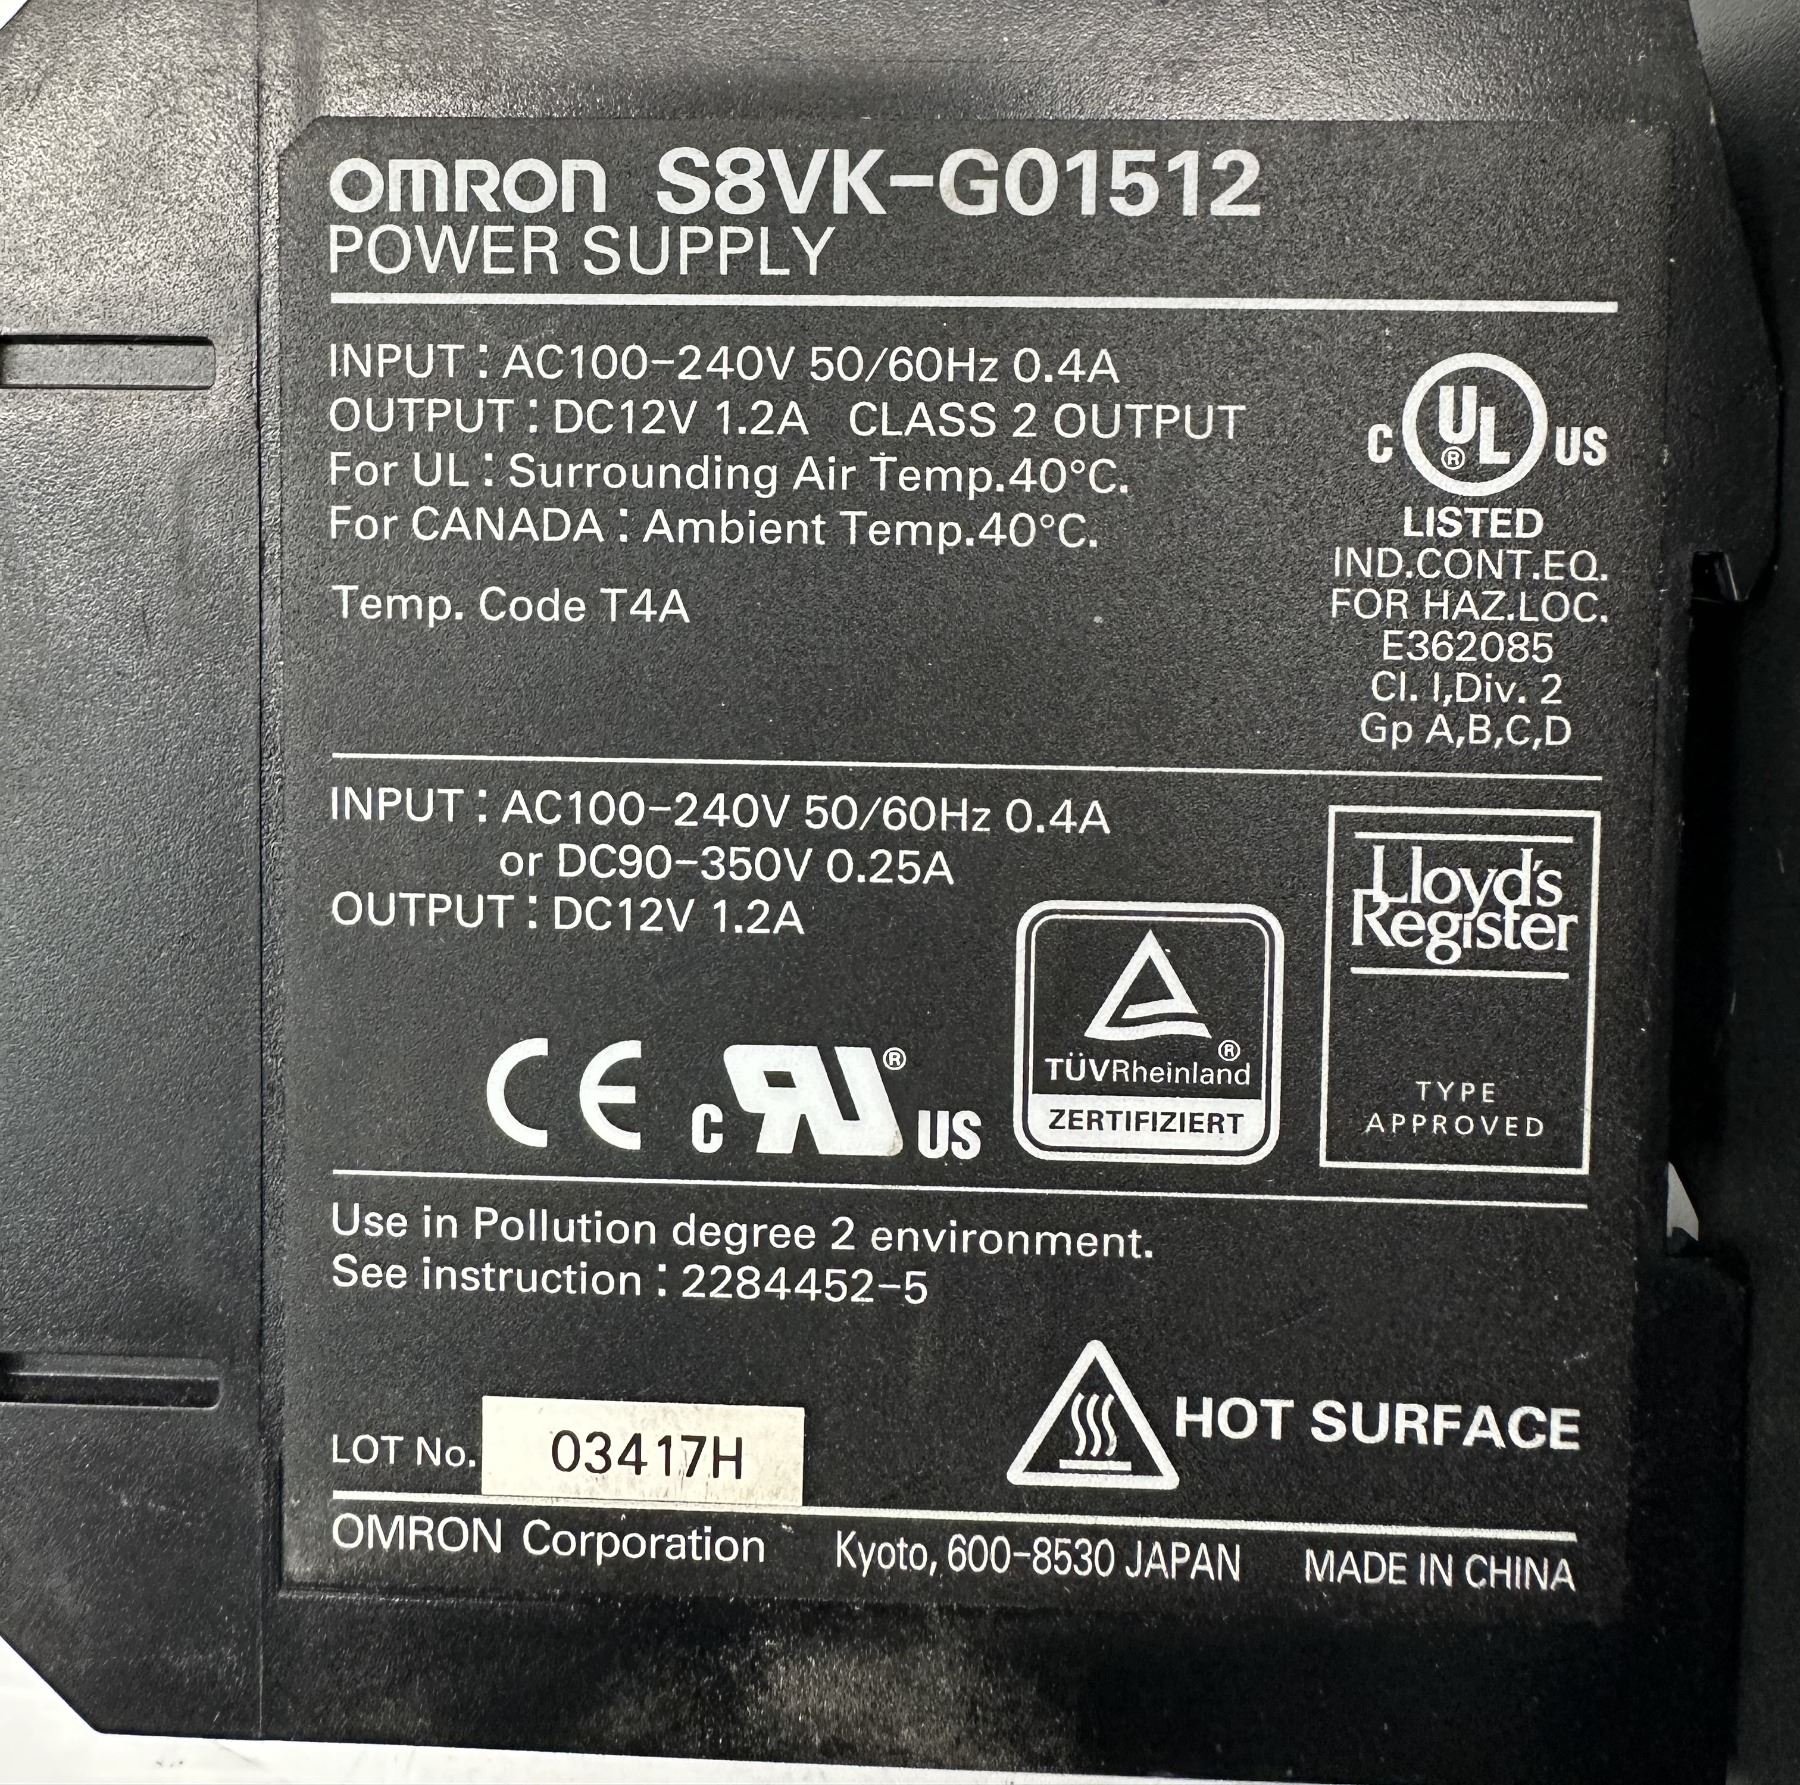 omron S8VK-G01512
POWER SUPPLY
INPUT : AC100-240V 50/60Hz 0.4A
OUTPUT : DC12V 1.2A CLASS 2 OUTPUT
For UL : Surrounding Air Temp.40°C.
For CANADA : Ambient Temp.40°C.
Temp. Code T4A
C UL ® US
LISTED
IND.CONT.EQ.
FOR HAZ.LOC.
E362085
Cl. I,Div. 2
Gp A,B,C,D
INPUT : AC100-240V 50/60Hz 0.4A
or DC90-350V 0.25A
OUTPUT : DC12V 1.2A
CE C RU ® US
TÜVRheinland ®
ZERTIFIZIERT
Lloyd's
Register
TYPE
APPROVED
Use in Pollution degree 2 environment.
See instruction : 2284452-5
HOT SURFACE
LOT No. 03417H
OMRON Corporation Kyoto, 600-8530 JAPAN MADE IN CHINA